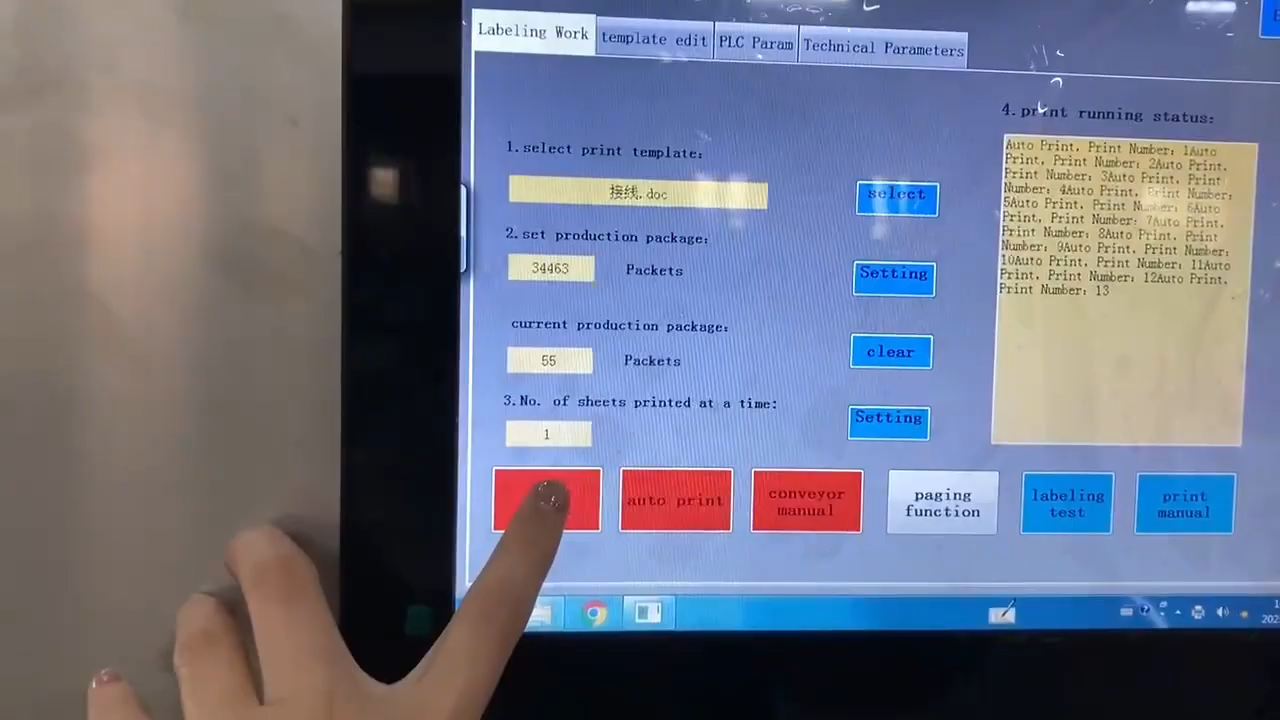 Labeling Work
template edit
PLC Param
Technical Parameters
1.select print template:
接线.doc
select
2.set production package:
34463
Packets
Setting
current production package:
55
Packets
clear
3.No. of sheets printed at a time:
1
Setting
4.print running status:
Auto Print, Print Number: 1Auto
Print, Print Number: 2Auto Print,
Print Number: 3Auto Print, Print
Number: 4Auto Print, Print Number:
5Auto Print, Print Number: 6Auto
Print, Print Number: 7Auto Print,
Print Number: 8Auto Print, Print
Number: 9Auto Print, Print Number:
10Auto Print, Print Number: 11Auto
Print, Print Number: 12Auto Print,
Print Number: 13
auto print
conveyor
manual
paging
function
labeling
test
print
manual